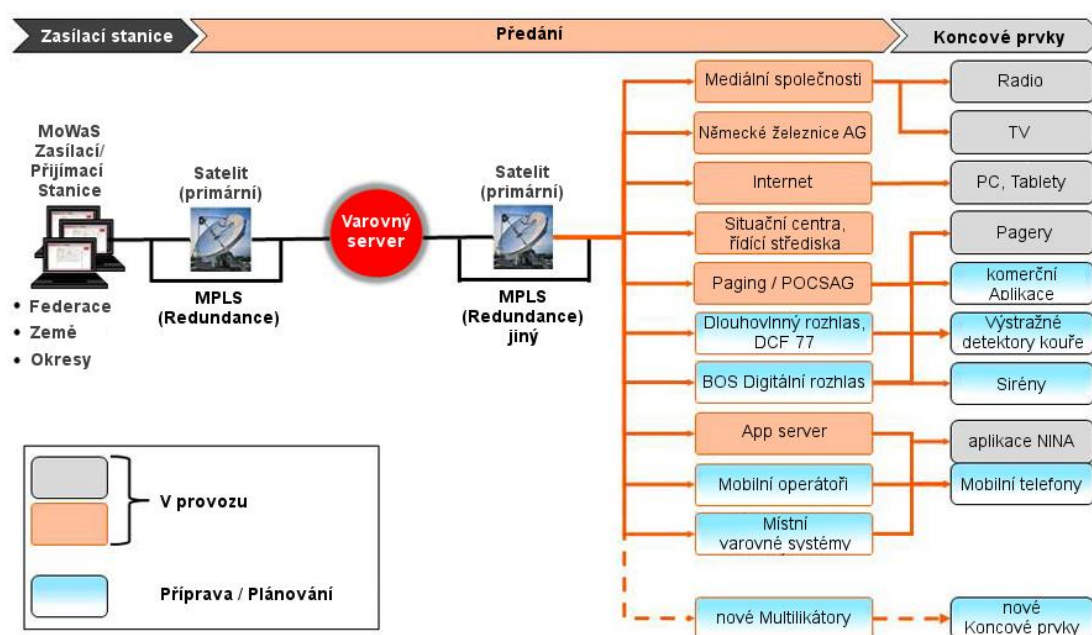 Zasílací stanice
Předání
Koncové prvky
MoWaS
Zasílací/
Přijímací
Stanice
Federace
Země
Okresy
Satelit
(primární)
MPLS
(Redundance)
Varovný
server
Satelit
(primární)
MPLS
(Redundance)
jiný
Mediální společnosti
Německé železnice AG
Internet
Situační centra,
řídící střediska
Paging / POCSAG
Dlouhovlnný rozhlas,
DCF 77
BOS Digitální rozhlas
App server
Mobilní operátoři
Místní
varovné systémy
nové Multilikátory
Radio
TV
PC, Tablety
Pagery
komerční
Aplikace
Výstražné
detektory kouře
Sirény
aplikace NINA
Mobilní telefony
nové
Koncové prvky
V provozu
Příprava / Plánování